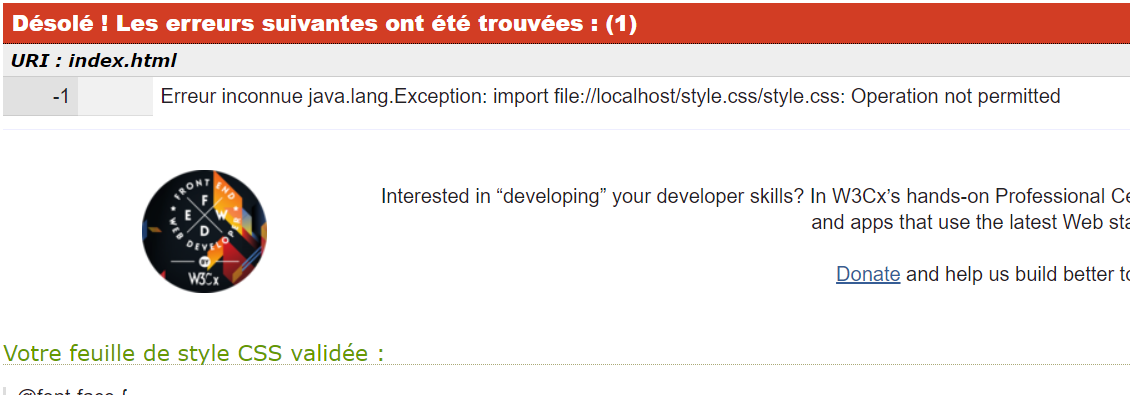 Désolé ! Les erreurs suivantes ont été trouvées : (1)
URI : index.html
-1 Erreur inconnue java.lang.Exception: import file://localhost/style.css/style.css: Operation not permitted
FRONT END
F
E W
D
WEB DEVELOPER
BY
W3Cx
Interested in “developing” your developer skills? In W3Cx’s hands-on Professional Ce
and apps that use the latest Web sta
Donate and help us build better to
Votre feuille de style CSS validée :
@font-face {